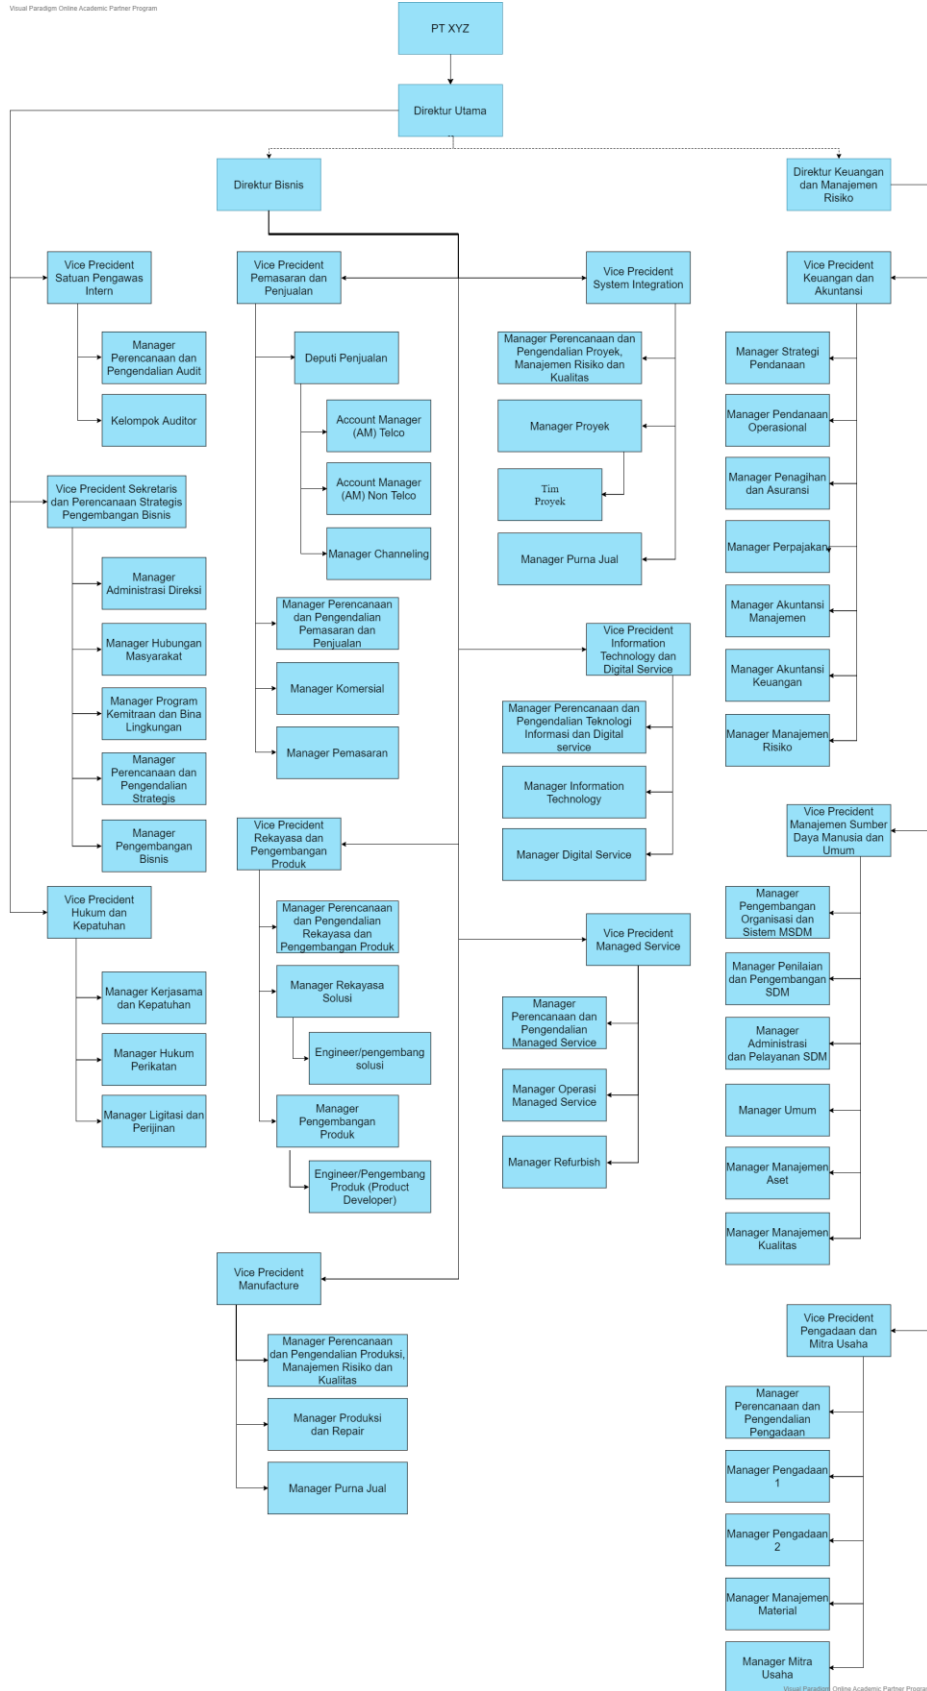 Visual Paradigm Online Academic Partner Program
PT XYZ
Direktur Utama
Direktur Bisnis
Direktur Keuangan
dan Manajemen
Risiko
Vice Precident
Satuan Pengawas
Intern
Manager
Perencanaan dan
Pengendalian Audit
Kelompok Auditor
Vice Precident Sekretaris
dan Perencanaan Strategis
Pengembangan Bisnis
Manager
Administrasi Direksi
Manager Hubungan
Masyarakat
Manager Program
Kemitraan dan Bina
Lingkungan
Manager
Perencanaan dan
Pengendalian
Strategis
Manager
Pengembangan
Bisnis
Vice Precident
Hukum dan
Kepatuhan
Manager Kerjasama
dan Kepatuhan
Manager Hukum
Perikatan
Manager Ligitasi dan
Perijinan
Vice Precident
Pemasaran dan
Penjualan
Deputi Penjualan
Account Manager
(AM) Telco
Account Manager
(AM) Non Telco
Manager Channeling
Manager Perencanaan
dan Pengendalian
Pemasaran dan
Penjualan
Manager Komersial
Manager Pemasaran
Vice Precident
Rekayasa dan
Pengembangan
Produk
Manager Perencanaan
dan Pengendalian
Rekayasa dan
Pengembangan Produk
Manager Rekayasa
Solusi
Engineer/pengembang
solusi
Manager
Pengembangan
Produk
Engineer/Pengembang
Produk (Product
Developer)
Vice Precident
Manufacture
Manager Perencanaan
dan Pengendalian Produksi,
Manajemen Risiko dan
Kualitas
Manager Produksi
dan Repair
Manager Purna Jual
Vice Precident
System Integration
Manager Perencanaan dan
Pengendalian Proyek,
Manajemen Risiko dan
Kualitas
Manager Proyek
Tim
Proyek
Manager Purna Jual
Vice Precident
Information
Technology dan
Digital Service
Manager Perencanaan dan
Pengendalian Teknologi
Informasi dan Digital
service
Manager Information
Technology
Manager Digital Service
Vice Precident
Managed Service
Manager
Perencanaan dan
Pengendalian
Managed Service
Manager Operasi
Managed Service
Manager Refurbish
Vice Precident
Keuangan dan
Akuntansi
Manager Strategi
Pendanaan
Manager Pendanaan
Operasional
Manager Penagihan
dan Asuransi
Manager Perpajakan
Manager Akuntansi
Manajemen
Manager Akuntansi
Keuangan
Manager Manajemen
Risiko
Vice Precident
Manajemen Sumber
Daya Manusia dan
Umum
Manager
Pengembangan
Organisasi dan
Sistem MSDM
Manager Penilaian
dan Pengembangan
SDM
Manager
Administrasi
dan Pelayanan SDM
Manager Umum
Manager Manajemen
Aset
Manager Manajemen
Kualitas
Vice Precident
Pengadaan dan
Mitra Usaha
Manager
Perencanaan dan
Pengendalian
Pengadaan
Manager Pengadaan
1
Manager Pengadaan
2
Manager Manajemen
Material
Manager Mitra
Usaha
Visual Paradigm Online Academic Partner Program